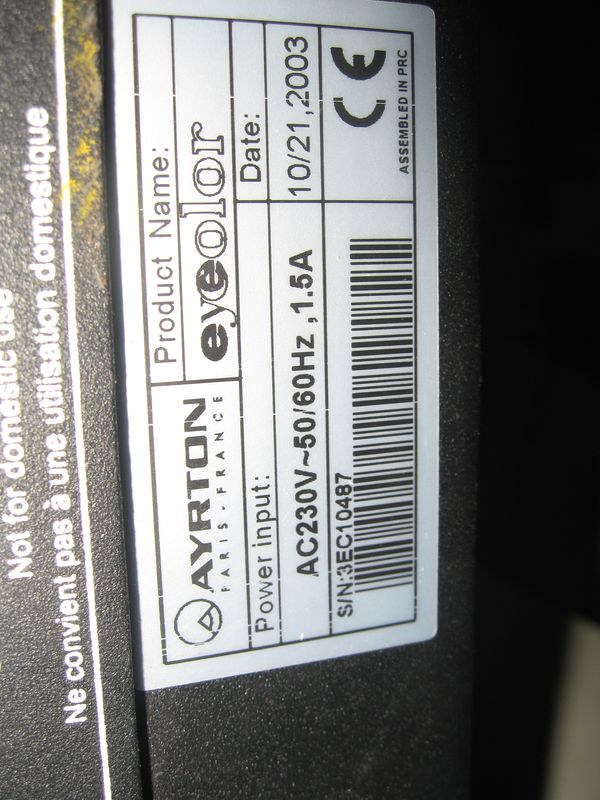 Not for domestic use
Ne convient pas à une utilisation domestique
AYRTON
PARIS-FRANCE
Product Name:
eyeolor
Power input:
AC230V~50/60Hz ,1.5A
Date:
10/21,2003
S/N:3EC10487
CE
ASSEMBLED IN PRC